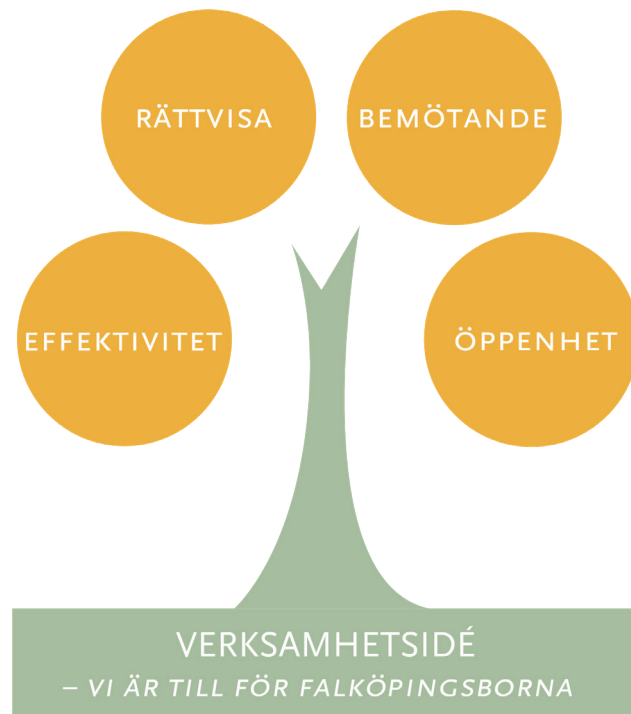 RÄTTVISA
BEMÖTANDE
EFFEKTIVITET
ÖPPENHET
VERKSAMHETSIDÉ
– VI ÄR TILL FÖR FALKÖPINGSBORNA